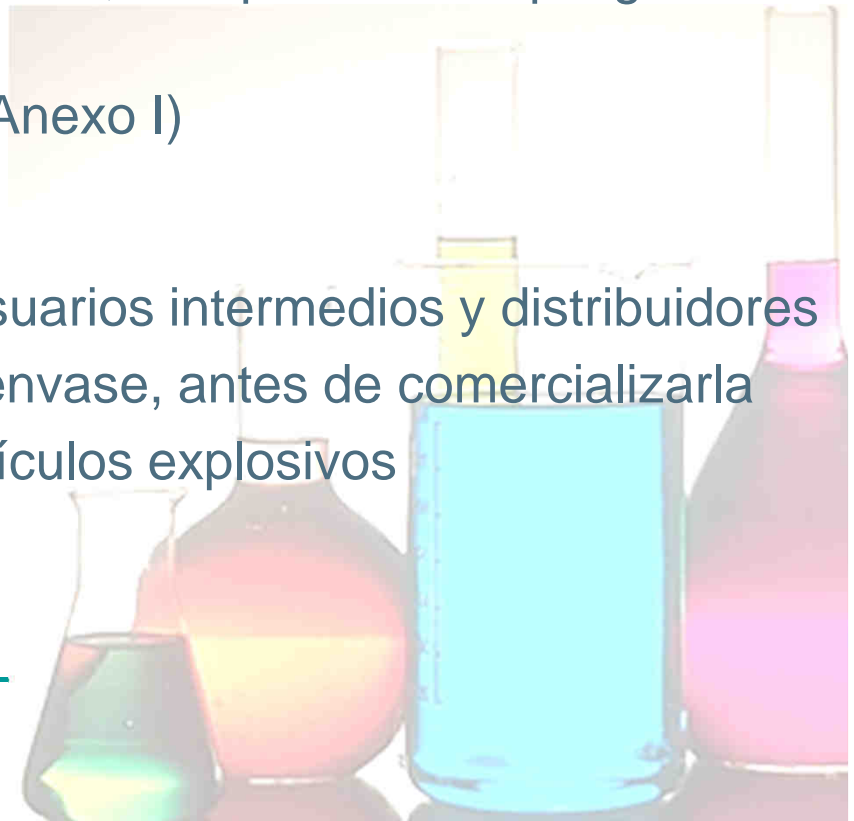 Anexo I)
suarios intermedios y distribuidores
envase, antes de comercializarla
ículos explosivos